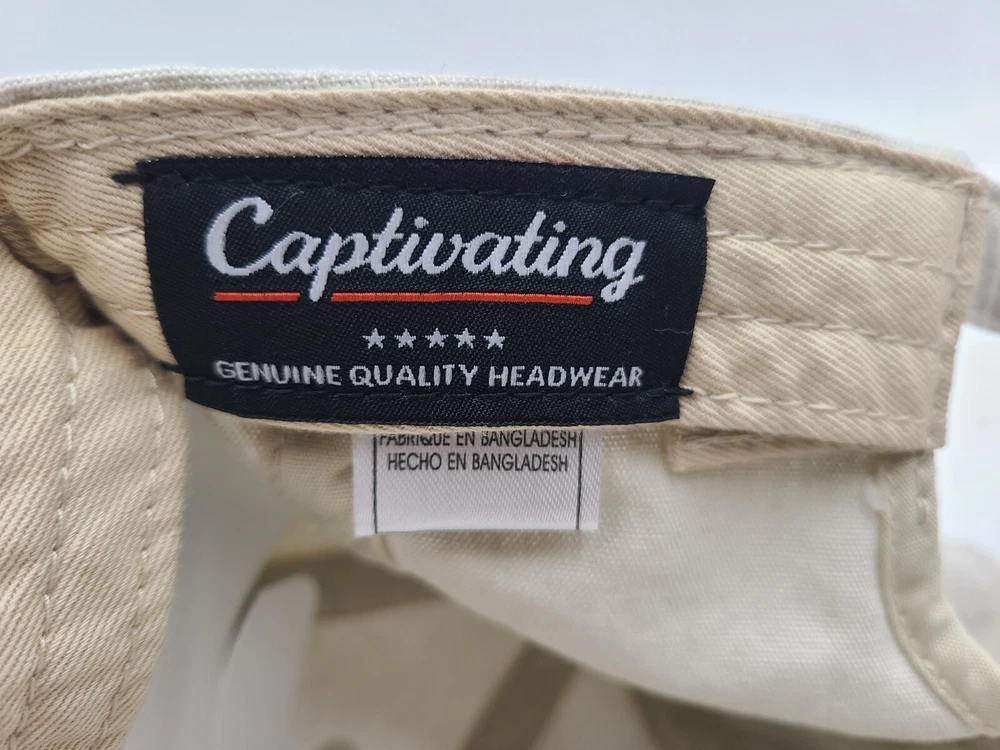 Captivating
★★★★★
GENUINE QUALITY HEADWEAR
FABRIQUE EN BANGLADESH
HECHO EN BANGLADESH